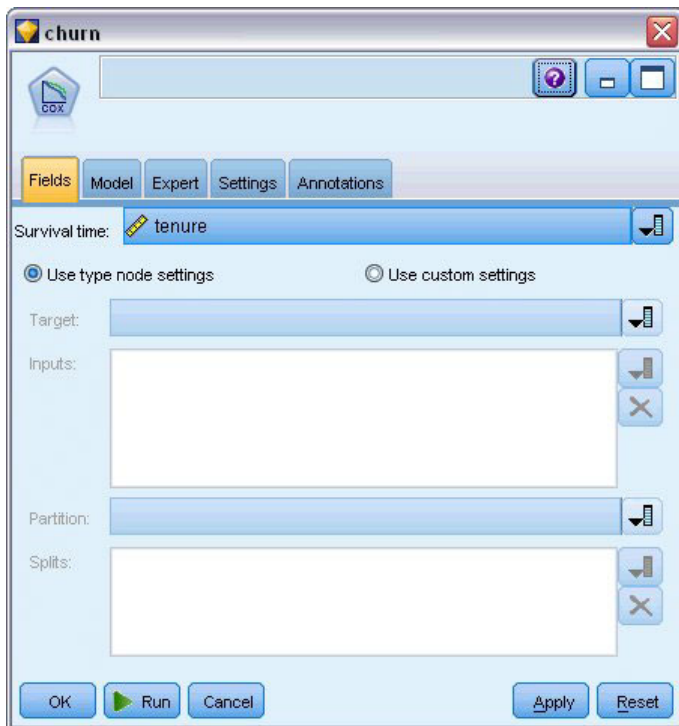 churn
COX
Fields Model Expert Settings Annotations
Survival time: tenure
Use type node settings Use custom settings
Target:
Inputs:
Partition:
Splits:
OK Run Cancel Apply Reset